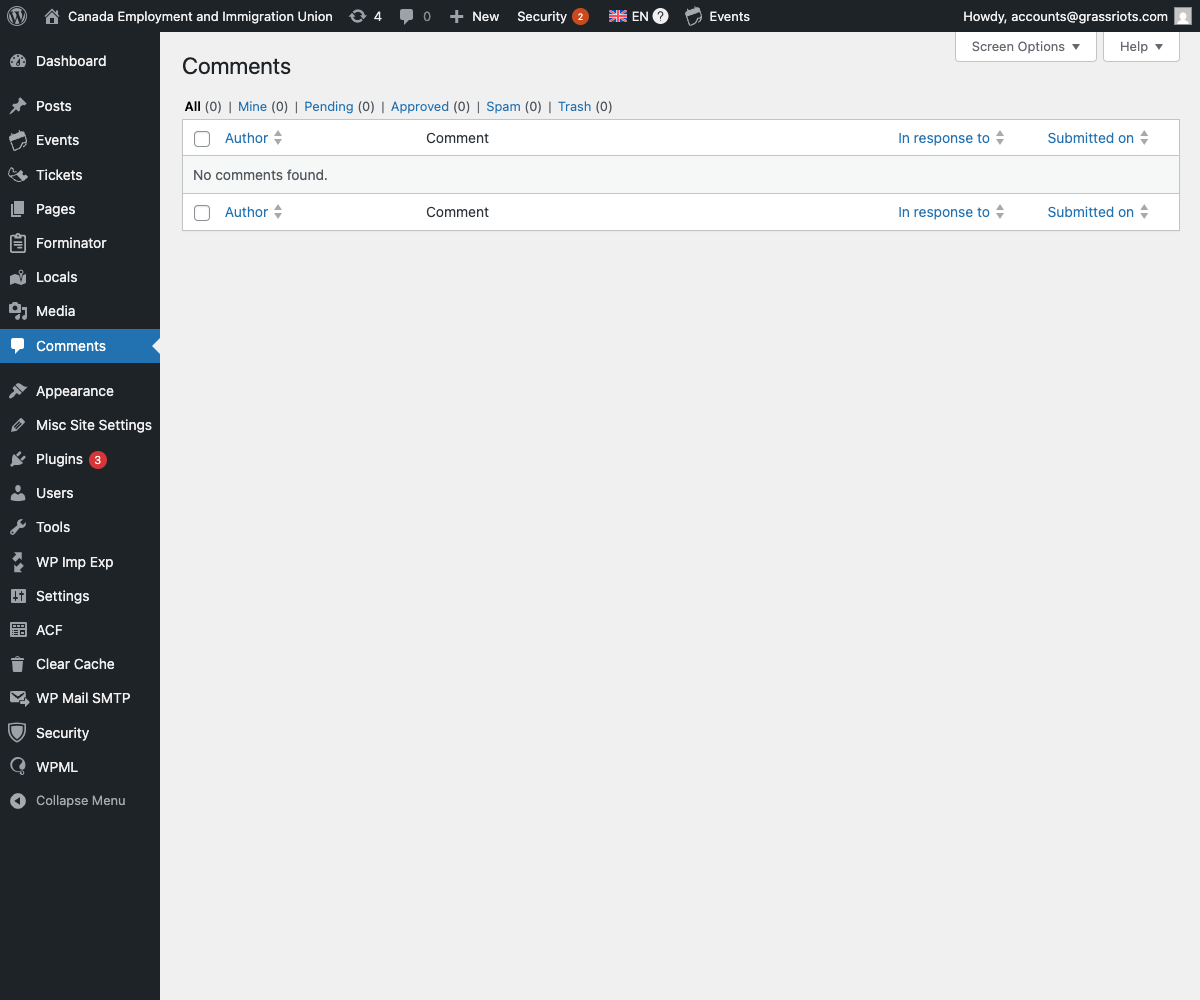 Canada Employment and Immigration Union 4 0 New Security 2 EN ? Events Howdy, accounts@grassriots.com
Screen Options Help
Dashboard
Posts
Events
Tickets
Pages
Forminator
Locals
Media
Comments
Appearance
Misc Site Settings
Plugins 3
Users
Tools
WP Imp Exp
Settings
ACF
Clear Cache
WP Mail SMTP
Security
WPML
Collapse Menu
Comments
All (0) | Mine (0) | Pending (0) | Approved (0) | Spam (0) | Trash (0)
Author Comment In response to Submitted on
No comments found.
Author Comment In response to Submitted on